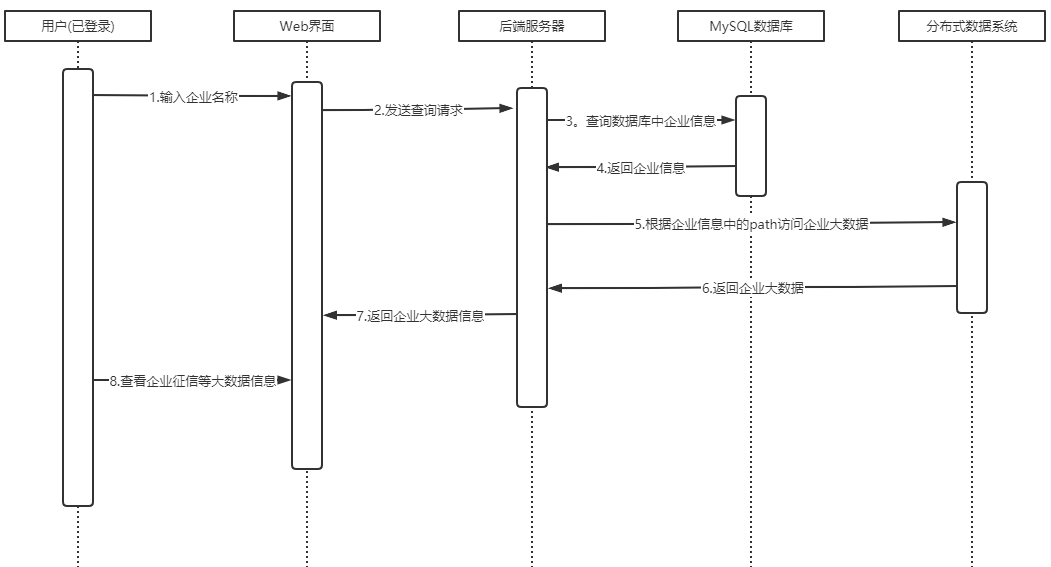 用户(已登录)
Web界面
后端服务器
MySQL数据库
分布式数据系统
1.输入企业名称
2.发送查询请求
3。查询数据库中企业信息
4.返回企业信息
5.根据企业信息中的path访问企业大数据
6.返回企业大数据
7.返回企业大数据信息
8.查看企业征信等大数据信息